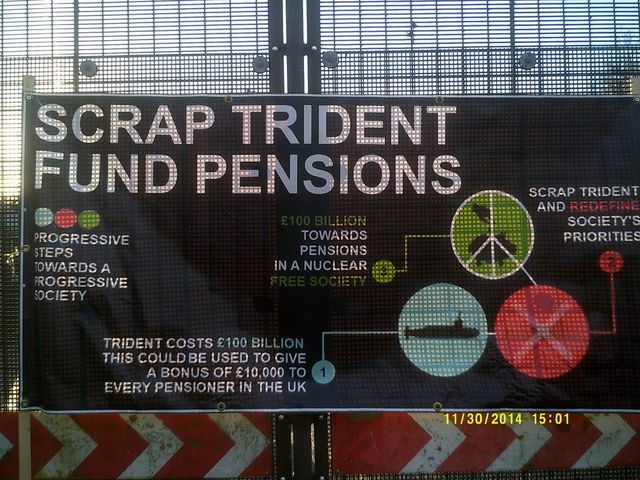 SCRAP TRIDENT
FUND PENSIONS
PROGRESSIVE
STEPS
TOWARDS A
PROGRESSIVE
SOCIETY
£100 BILLION
TOWARDS
PENSIONS
IN A NUCLEAR
FREE SOCIETY
3
SCRAP TRIDENT
AND REDEFINE
SOCIETY'S
PRIORITIES
2
TRIDENT COSTS £100 BILLION
THIS COULD BE USED TO GIVE
A BONUS OF £10,000 TO
EVERY PENSIONER IN THE UK
1
11/30/2014 15:01